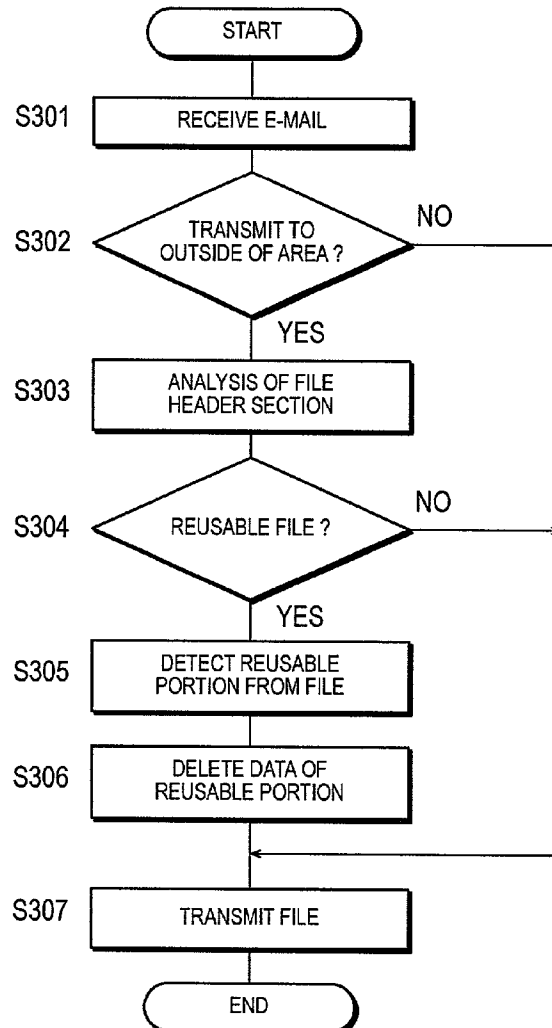 START
S301
RECEIVE E-MAIL
S302
TRANSMIT TO
OUTSIDE OF AREA ?
NO
YES
S303
ANALYSIS OF FILE
HEADER SECTION
S304
REUSABLE FILE ?
NO
YES
S305
DETECT REUSABLE
PORTION FROM FILE
S306
DELETE DATA OF
REUSABLE PORTION
S307
TRANSMIT FILE
END